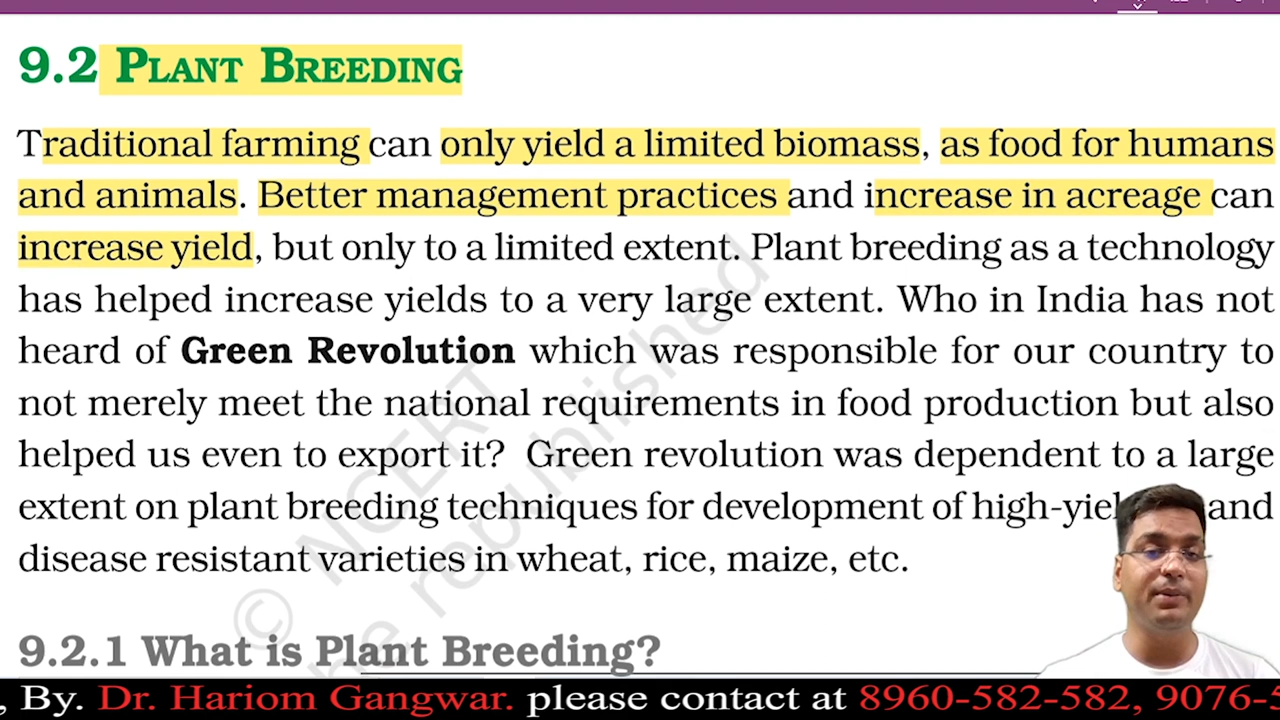 9.2 PLANT BREEDING
Traditional farming can only yield a limited biomass, as food for humans
and animals. Better management practices and increase in acreage can
increase yield, but only to a limited extent. Plant breeding as a technology
has helped increase yields to a very large extent. Who in India has not
heard of Green Revolution which was responsible for our country to
not merely meet the national requirements in food production but also
helped us even to export it? Green revolution was dependent to a large
extent on plant breeding techniques for development of high-yiel and
disease resistant varieties in wheat, rice, maize, etc.
© NCERT
he republished
9.2.1 What is Plant Breeding?
, By. Dr. Hariom Gangwar. please contact at 8960-582-582, 9076-5